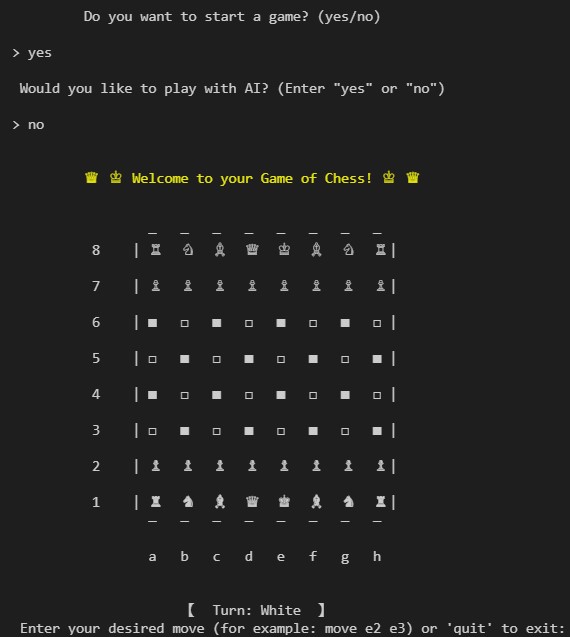 Do you want to start a game? (yes/no)
> yes
Would you like to play with AI? (Enter "yes" or "no")
> no
♛ ♔ Welcome to your Game of Chess! ♔ ♛
_ _ _ _ _ _ _ _
8 | ♖ ♘ ♗ ♕ ♔ ♗ ♘ ♖|
7 | ♙ ♙ ♙ ♙ ♙ ♙ ♙ ♙|
6 | ■ □ ■ □ ■ □ ■ □|
5 | □ ■ □ ■ □ ■ □ ■|
4 | ■ □ ■ □ ■ □ ■ □|
3 | □ ■ □ ■ □ ■ □ ■|
2 | ♟ ♟ ♟ ♟ ♟ ♟ ♟ ♟|
1 | ♜ ♞ ♝ ♛ ♚ ♝ ♞ ♜|
_ _ _ _ _ _ _ _
a b c d e f g h
【 Turn: White 】
Enter your desired move (for example: move e2 e3) or 'quit' to exit: